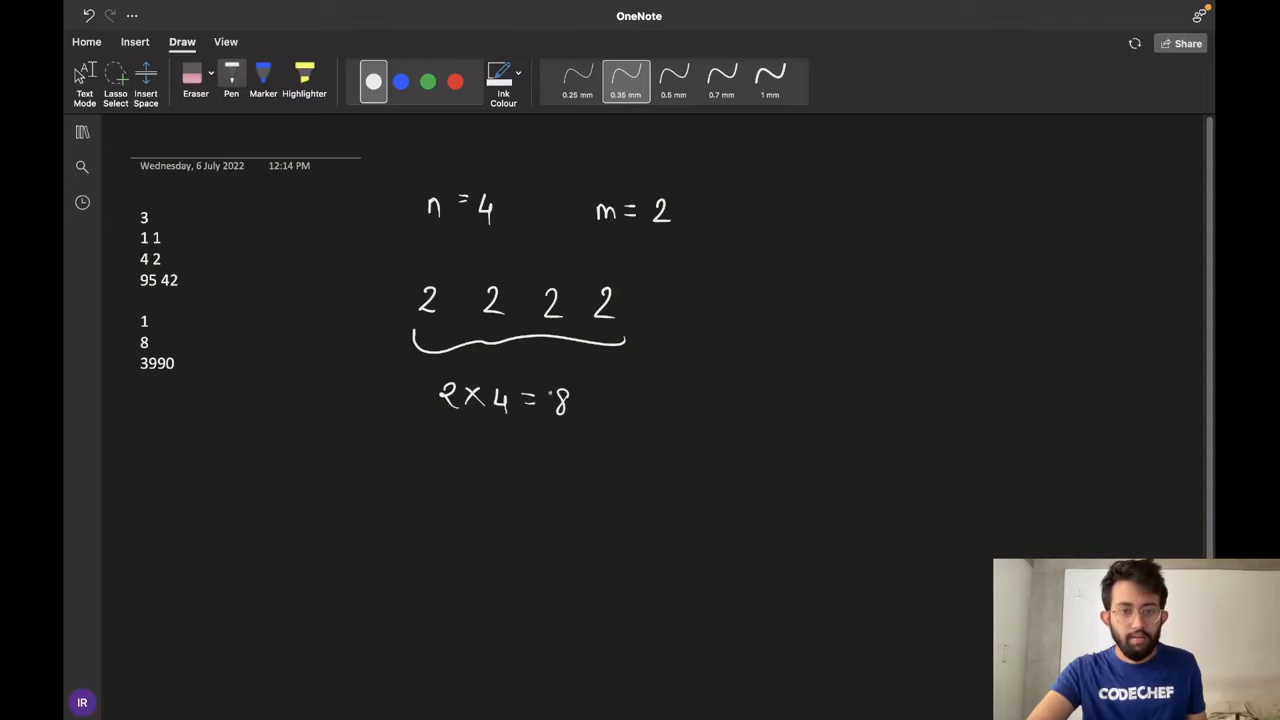 OneNote
Home Insert Draw View
Share
Text Mode Lasso Select Insert Space Eraser Pen Marker Highlighter Ink Colour 0.25 mm 0.35 mm 0.5 mm 0.7 mm 1 mm
Wednesday, 6 July 2022 12:14 PM
3
1 1
4 2
95 42
1
8
3990
n = 4 m = 2
2 2 2 2
2 × 4 = 8
CODECHEF
IR